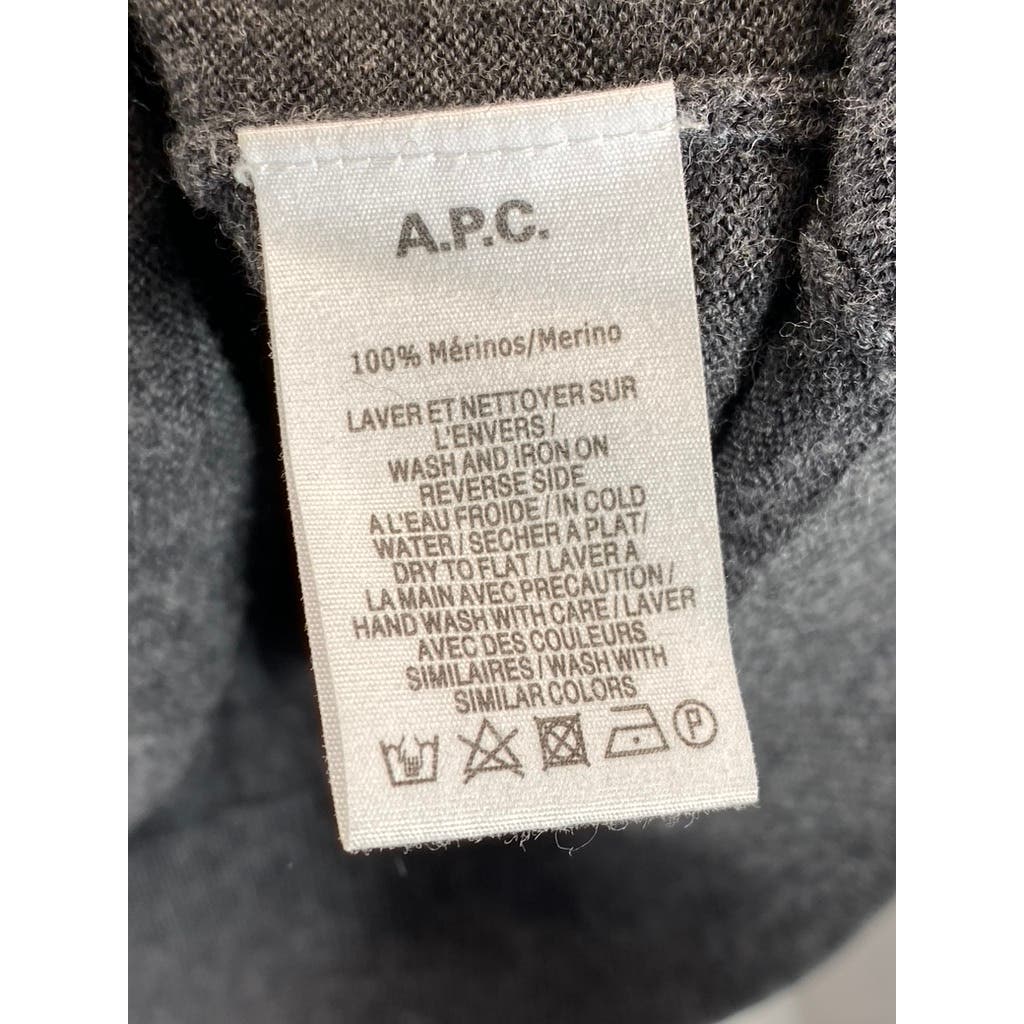 A.P.C.
100% Mérinos/Merino
LAVER ET NETTOYER SUR
L'ENVERS /
WASH AND IRON ON
REVERSE SIDE
A L'EAU FROIDE / IN COLD
WATER / SECHER A PLAT/
DRY TO FLAT / LAVER A
LA MAIN AVEC PRECAUTION /
HAND WASH WITH CARE / LAVER
AVEC DES COULEURS
SIMILAIRES / WASH WITH
SIMILAR COLORS
P